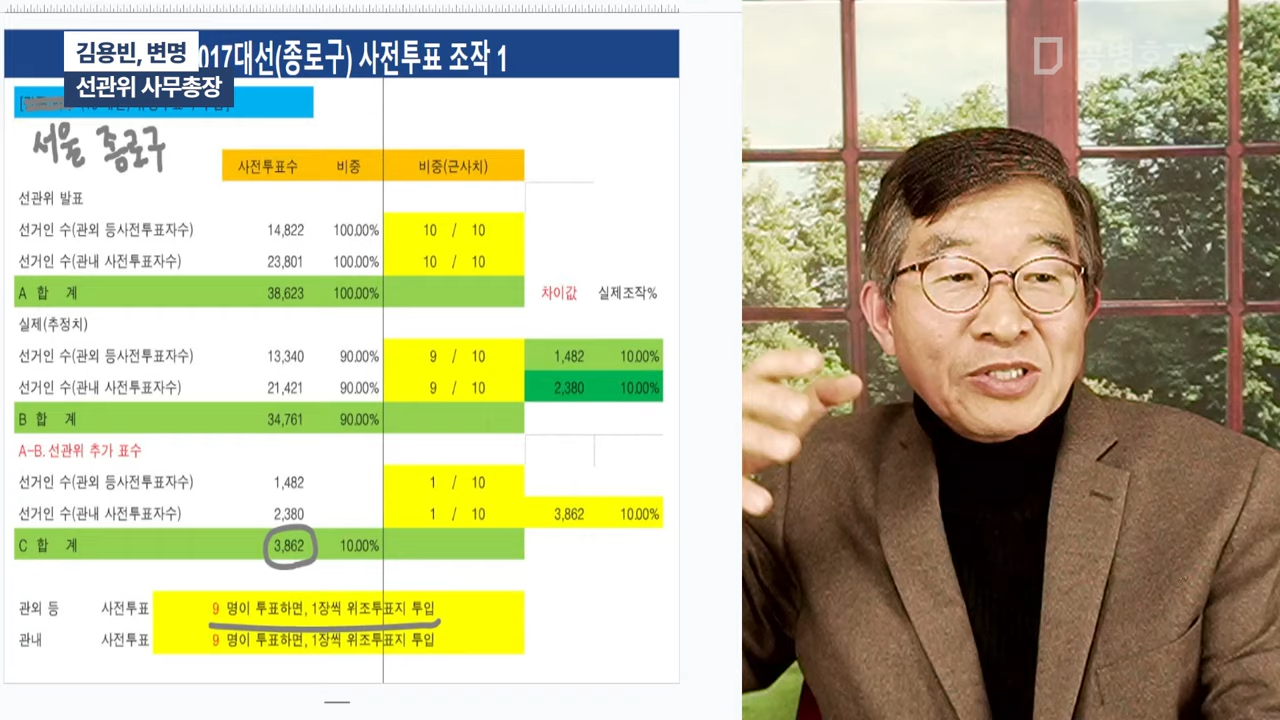 김용빈, 변명
선관위 사무총장
017대선(종로구) 사전투표 조작 1
서울 종로구
사전투표수 비중 비중(근사치)
선관위 발표
선거인 수(관외 등사전투표자수) 14,822 100.00% 10 / 10
선거인 수(관내 사전투표자수) 23,801 100.00% 10 / 10
A 합 계 38,623 100.00% 차이값 실제조작%
실제(추정치)
선거인 수(관외 등사전투표자수) 13,340 90.00% 9 / 10 1,482 10.00%
선거인 수(관내 사전투표자수) 21,421 90.00% 9 / 10 2,380 10.00%
B 합 계 34,761 90.00%
A-B. 선관위 추가 표수
선거인 수(관외 등사전투표자수) 1,482 1 / 10
선거인 수(관내 사전투표자수) 2,380 1 / 10 3,862 10.00%
C 합 계 3,862 10.00%
관외 등 사전투표 9 명이 투표하면, 1장씩 위조투표지 투입
관내 사전투표 9 명이 투표하면, 1장씩 위조투표지 투입